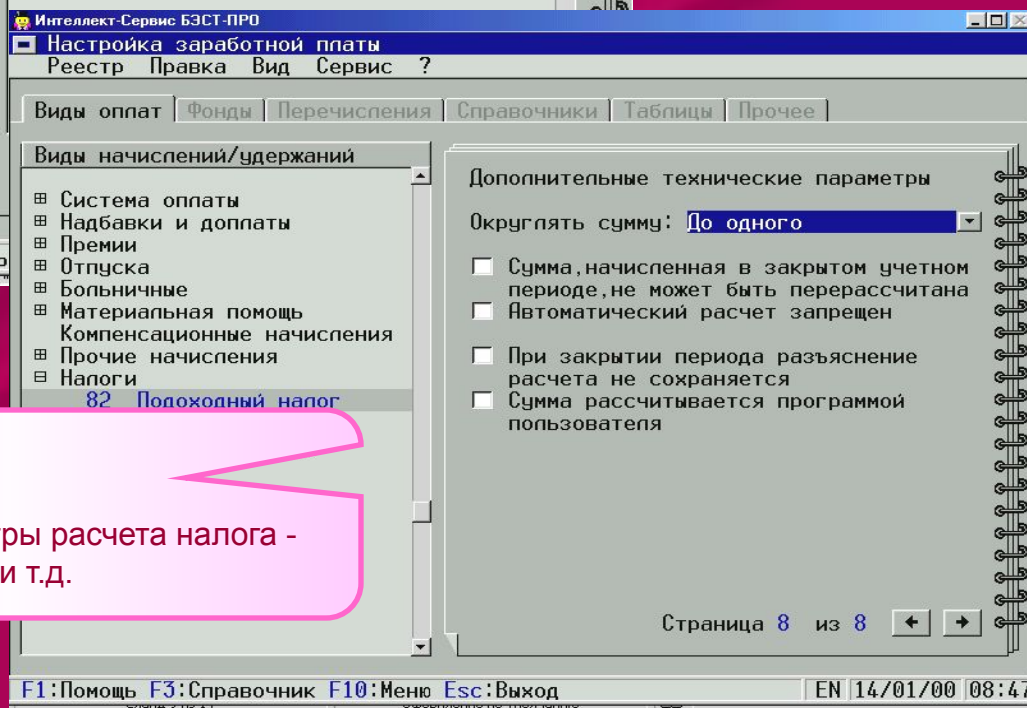 Интеллект-Сервис БЭСТ-ПРО
Настройка заработной платы
Реестр Правка Вид Сервис ?
Виды оплат Фонды Перечисления Справочники Таблицы Прочее
Виды начислений/удержаний
Система оплаты
Надбавки и доплаты
Премии
Отпуска
Больничные
Материальная помощь
Компенсационные начисления
Прочие начисления
Налоги
82 Подоходный налог
Дополнительные технические параметры
Округлять сумму: До одного
Сумма,начисленная в закрытом учетном
периоде,не может быть перерассчитана
Автоматический расчет запрещен
При закрытии периода разъяснение
расчета не сохраняется
Сумма рассчитывается программой
пользователя
Страница 8 из 8
тры расчета налога -
и т.д.
F1:Помощь F3:Справочник F10:Меню Esc:Выход EN 14/01/00 08:47